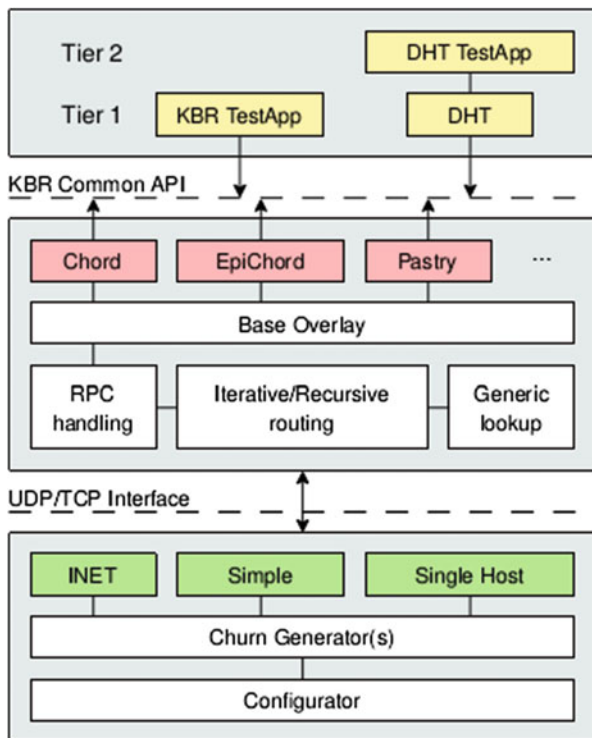 Tier 2
DHT TestApp
Tier 1
KBR TestApp
DHT
KBR Common API
Chord
EpiChord
Pastry
...
Base Overlay
RPC
handling
Iterative/Recursive
routing
Generic
lookup
UDP/TCP Interface
INET
Simple
Single Host
Churn Generator(s)
Configurator